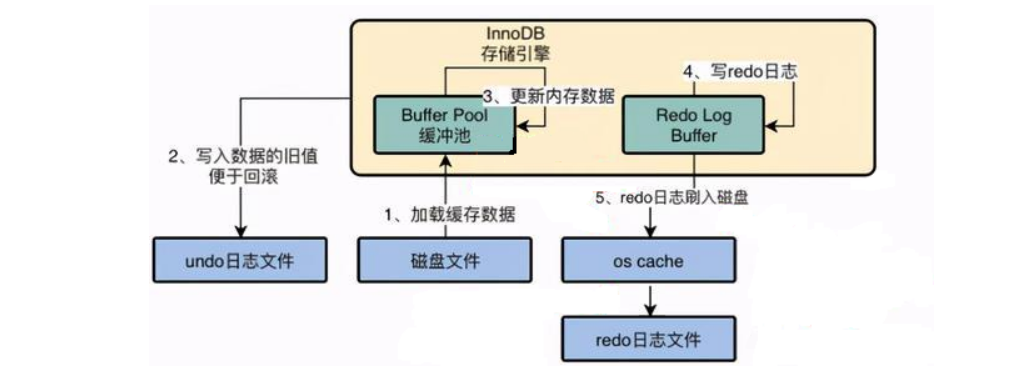 InnoDB
存储引擎
4、写redo日志
3、更新内存数据
Buffer Pool
缓冲池
Redo Log
Buffer
2、写入数据的旧值
便于回滚
5、redo日志刷入磁盘
1、加载缓存数据
undo日志文件
磁盘文件
os cache
redo日志文件